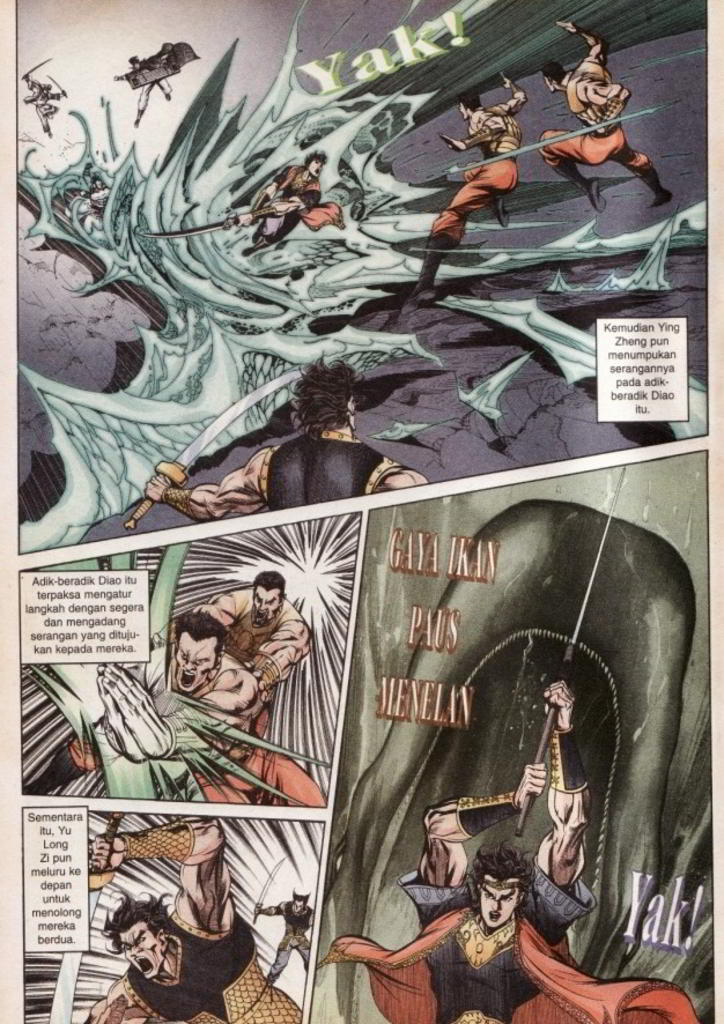 Yak!
Kemudian Ying
Zheng pun
menumpukan
serangannya
pada adik-
beradik Diao
itu.
Adik-beradik Diao itu
terpaksa mengatur
langkah dengan segera
dan mengadang
serangan yang dituju-
kan kepada mereka.
GAYA IKAN
PAUS
MENELAN
Sementara
itu, Yu
Long
Zi pun
meluru ke
depan
untuk
menolong
mereka
berdua.
Yak!